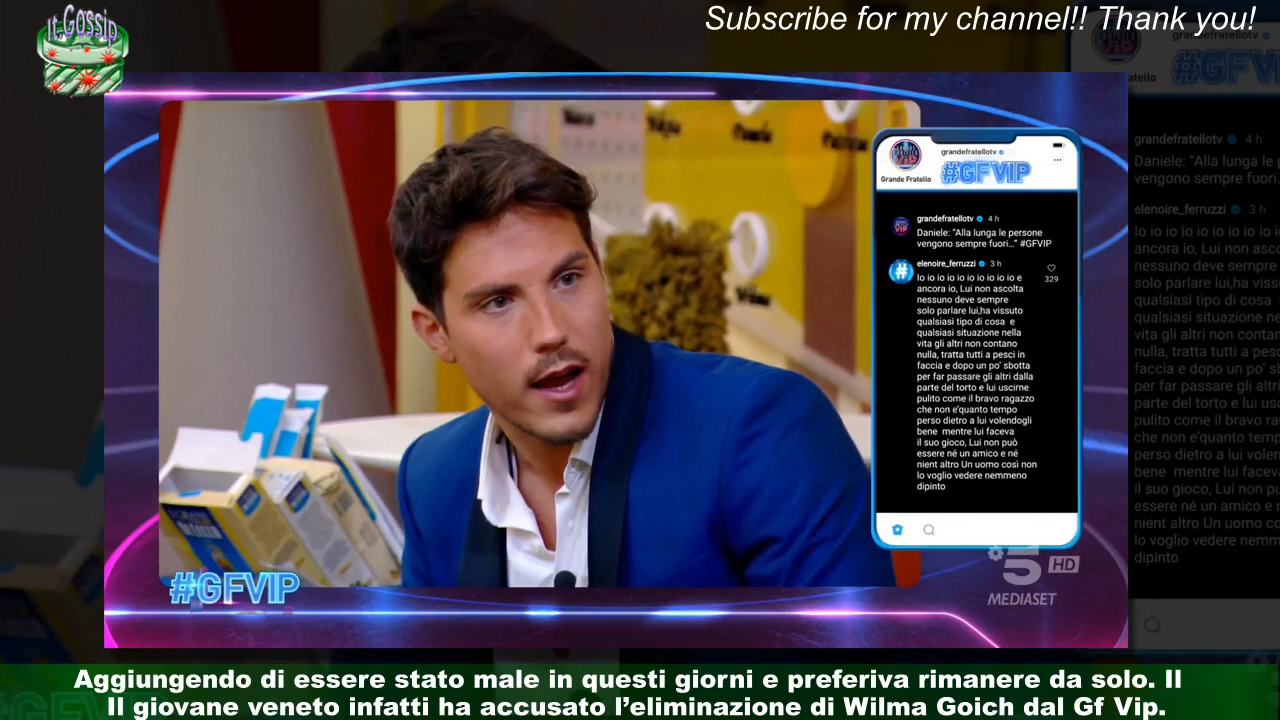 It.Gossip
Subscribe for my channel!! Thank you!
grandefratellotv
Grande Fratello
#GFVIP
grandefratellotv 4 h
Daniele: “Alla lunga le persone
vengono sempre fuori...” #GFVIP
elenoire_ferruzzi 3 h
Io io io io io io io io io io e
ancora io, Lui non ascolta
nessuno deve sempre
solo parlare lui,ha vissuto
qualsiasi tipo di cosa e
qualsiasi situazione nella
vita gli altri non contano
nulla, tratta tutti a pesci in
faccia e dopo un po’ sbotta
per far passare gli altri dalla
parte del torto e lui uscirne
pulito come il bravo ragazzo
che non e’quanto tempo
perso dietro a lui volendogli
bene mentre lui faceva
il suo gioco, Lui non può
essere né un amico e né
nient altro Un uomo così non
lo voglio vedere nemmeno
dipinto
329
#GFVIP
5 HD
MEDIASET
Aggiungendo di essere stato male in questi giorni e preferiva rimanere da solo. Il
Il giovane veneto infatti ha accusato l’eliminazione di Wilma Goich dal Gf Vip.